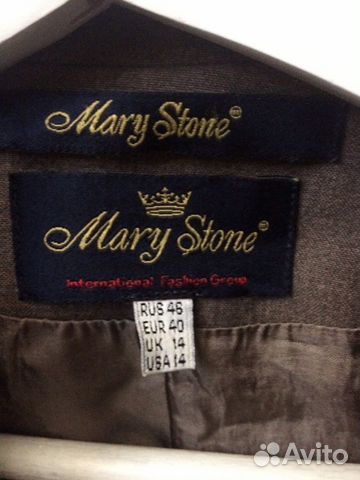 Mary Stone®
Mary Stone®
International Fashion Group
RUS 46
EUR 40
UK 14
USA 14
Avito